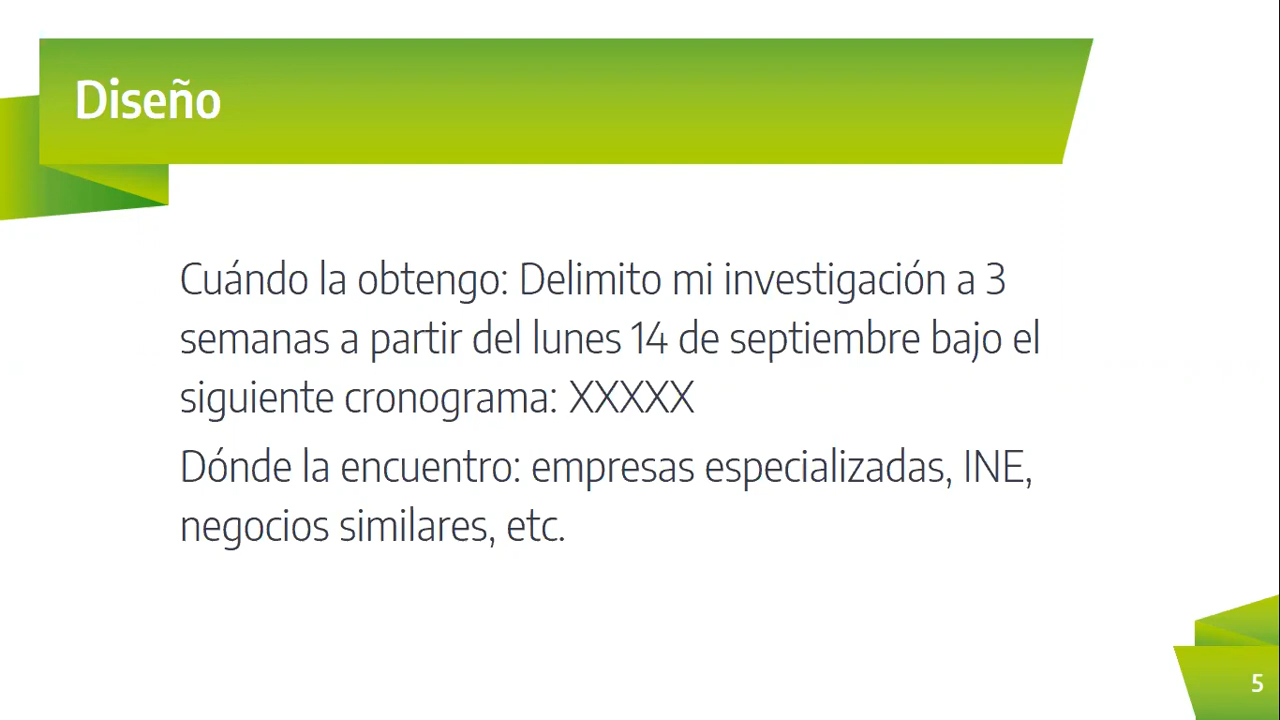 Diseño
Cuándo la obtengo: Delimito mi investigación a 3
semanas a partir del lunes 14 de septiembre bajo el
siguiente cronograma: XXXXX
Dónde la encuentro: empresas especializadas, INE,
negocios similares, etc.
5